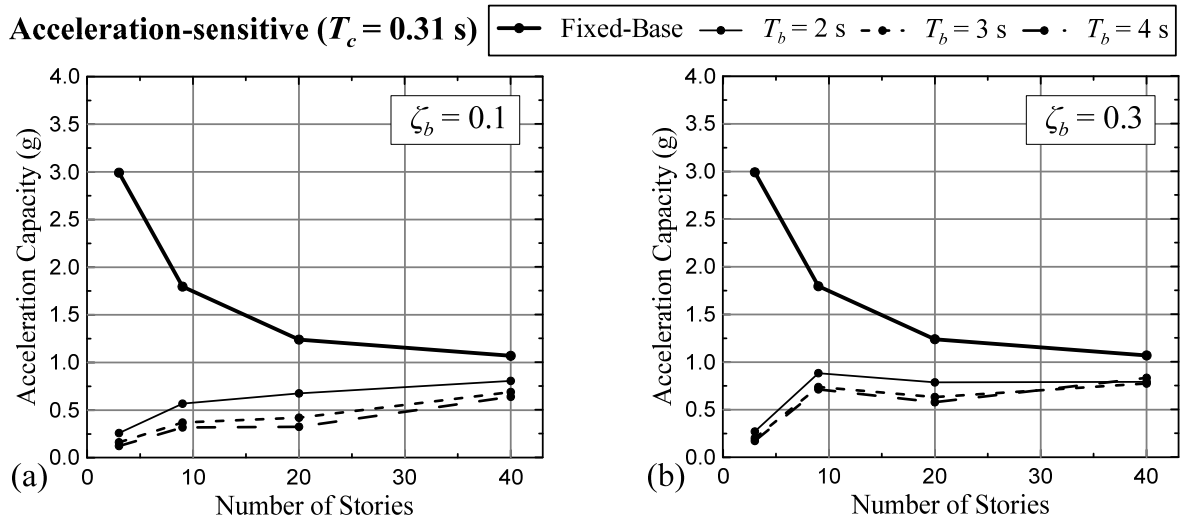 Acceleration-sensitive (T_c = 0.31 s)
Fixed-Base T_b = 2 s T_b = 3 s T_b = 4 s
4.0
3.5
3.0
2.5
2.0
1.5
1.0
0.5
0.0
Acceleration Capacity (g)
ζ_b = 0.1
0 10 20 30 40
Number of Stories
(a)
4.0
3.5
3.0
2.5
2.0
1.5
1.0
0.5
0.0
Acceleration Capacity (g)
ζ_b = 0.3
0 10 20 30 40
Number of Stories
(b)